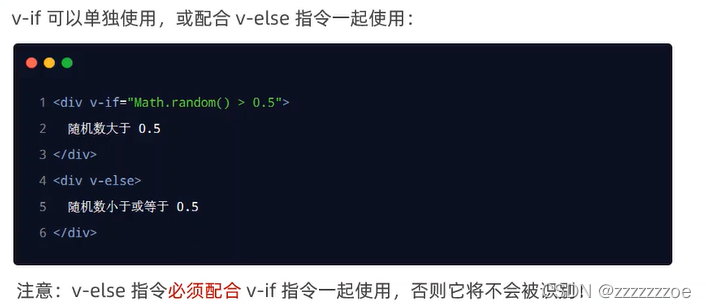 v-if 可以单独使用，或配合 v-else 指令一起使用：
1 <div v-if="Math.random() > 0.5">
2 随机数大于 0.5
3 </div>
4 <div v-else>
5 随机数小于或等于 0.5
6 </div>
注意：v-else 指令必须配合 v-if 指令一起使用，否则它将不会被识别！
CSDN @zzzzzzzoe